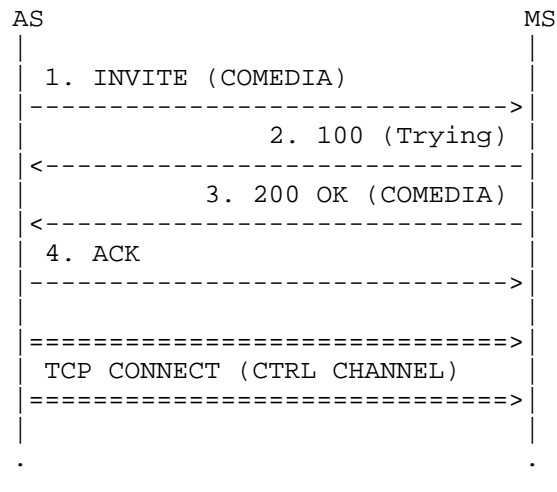 AS MS
1. INVITE (COMEDIA)
2. 100 (Trying)
3. 200 OK (COMEDIA)
4. ACK
TCP CONNECT (CTRL CHANNEL)